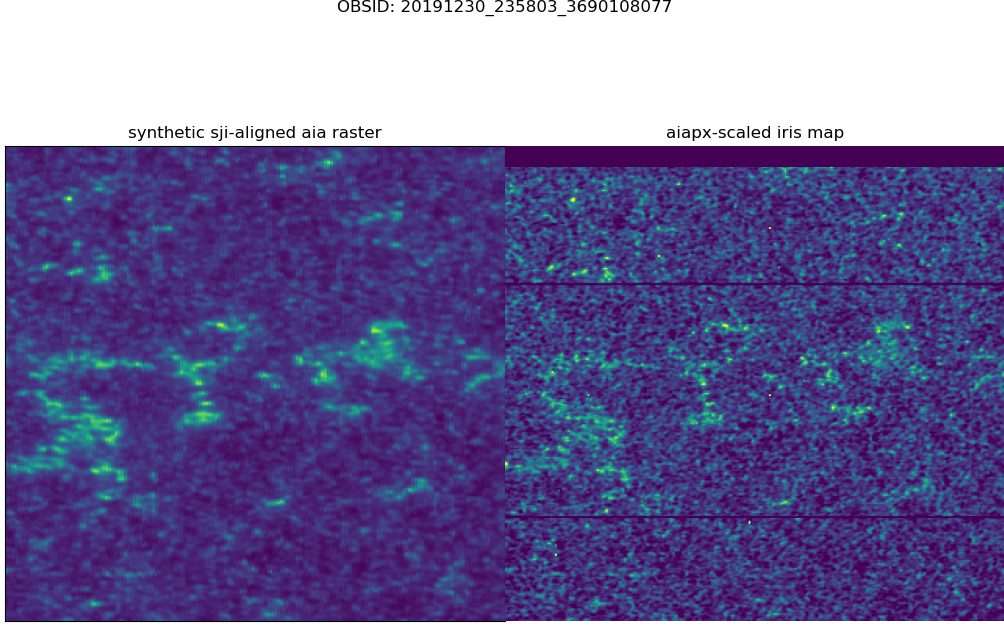 OBSID: 20191230_235803_3690108077
synthetic sji-aligned aia raster
aiapx-scaled iris map